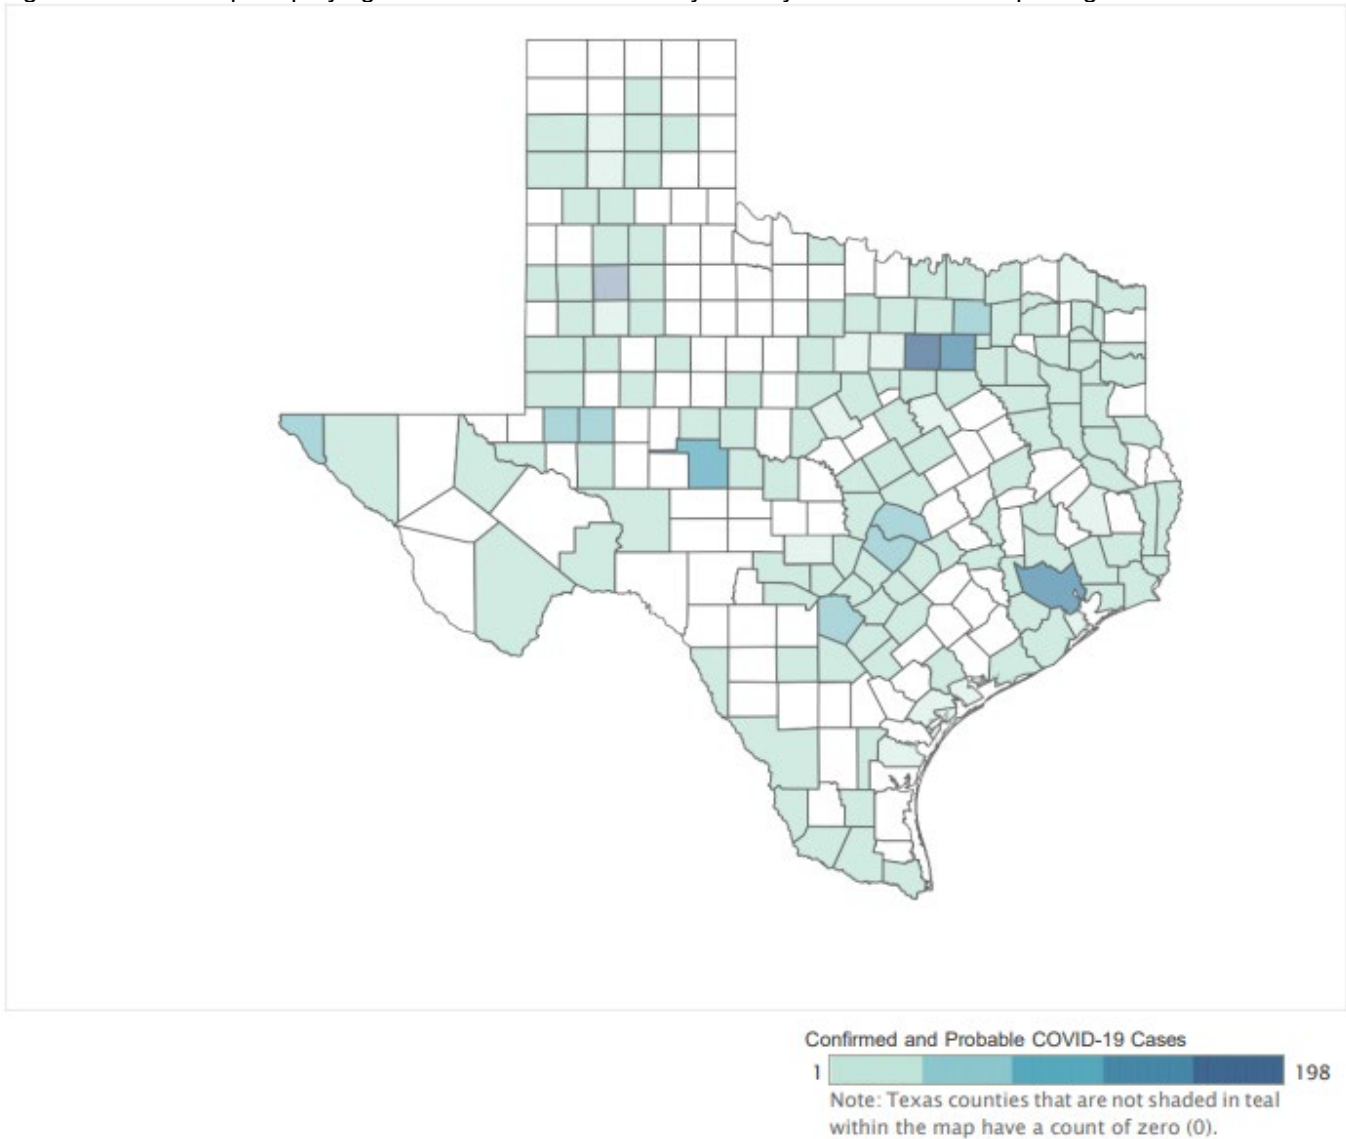 Confirmed and Probable COVID-19 Cases
1 198
Note: Texas counties that are not shaded in teal
within the map have a count of zero (0).